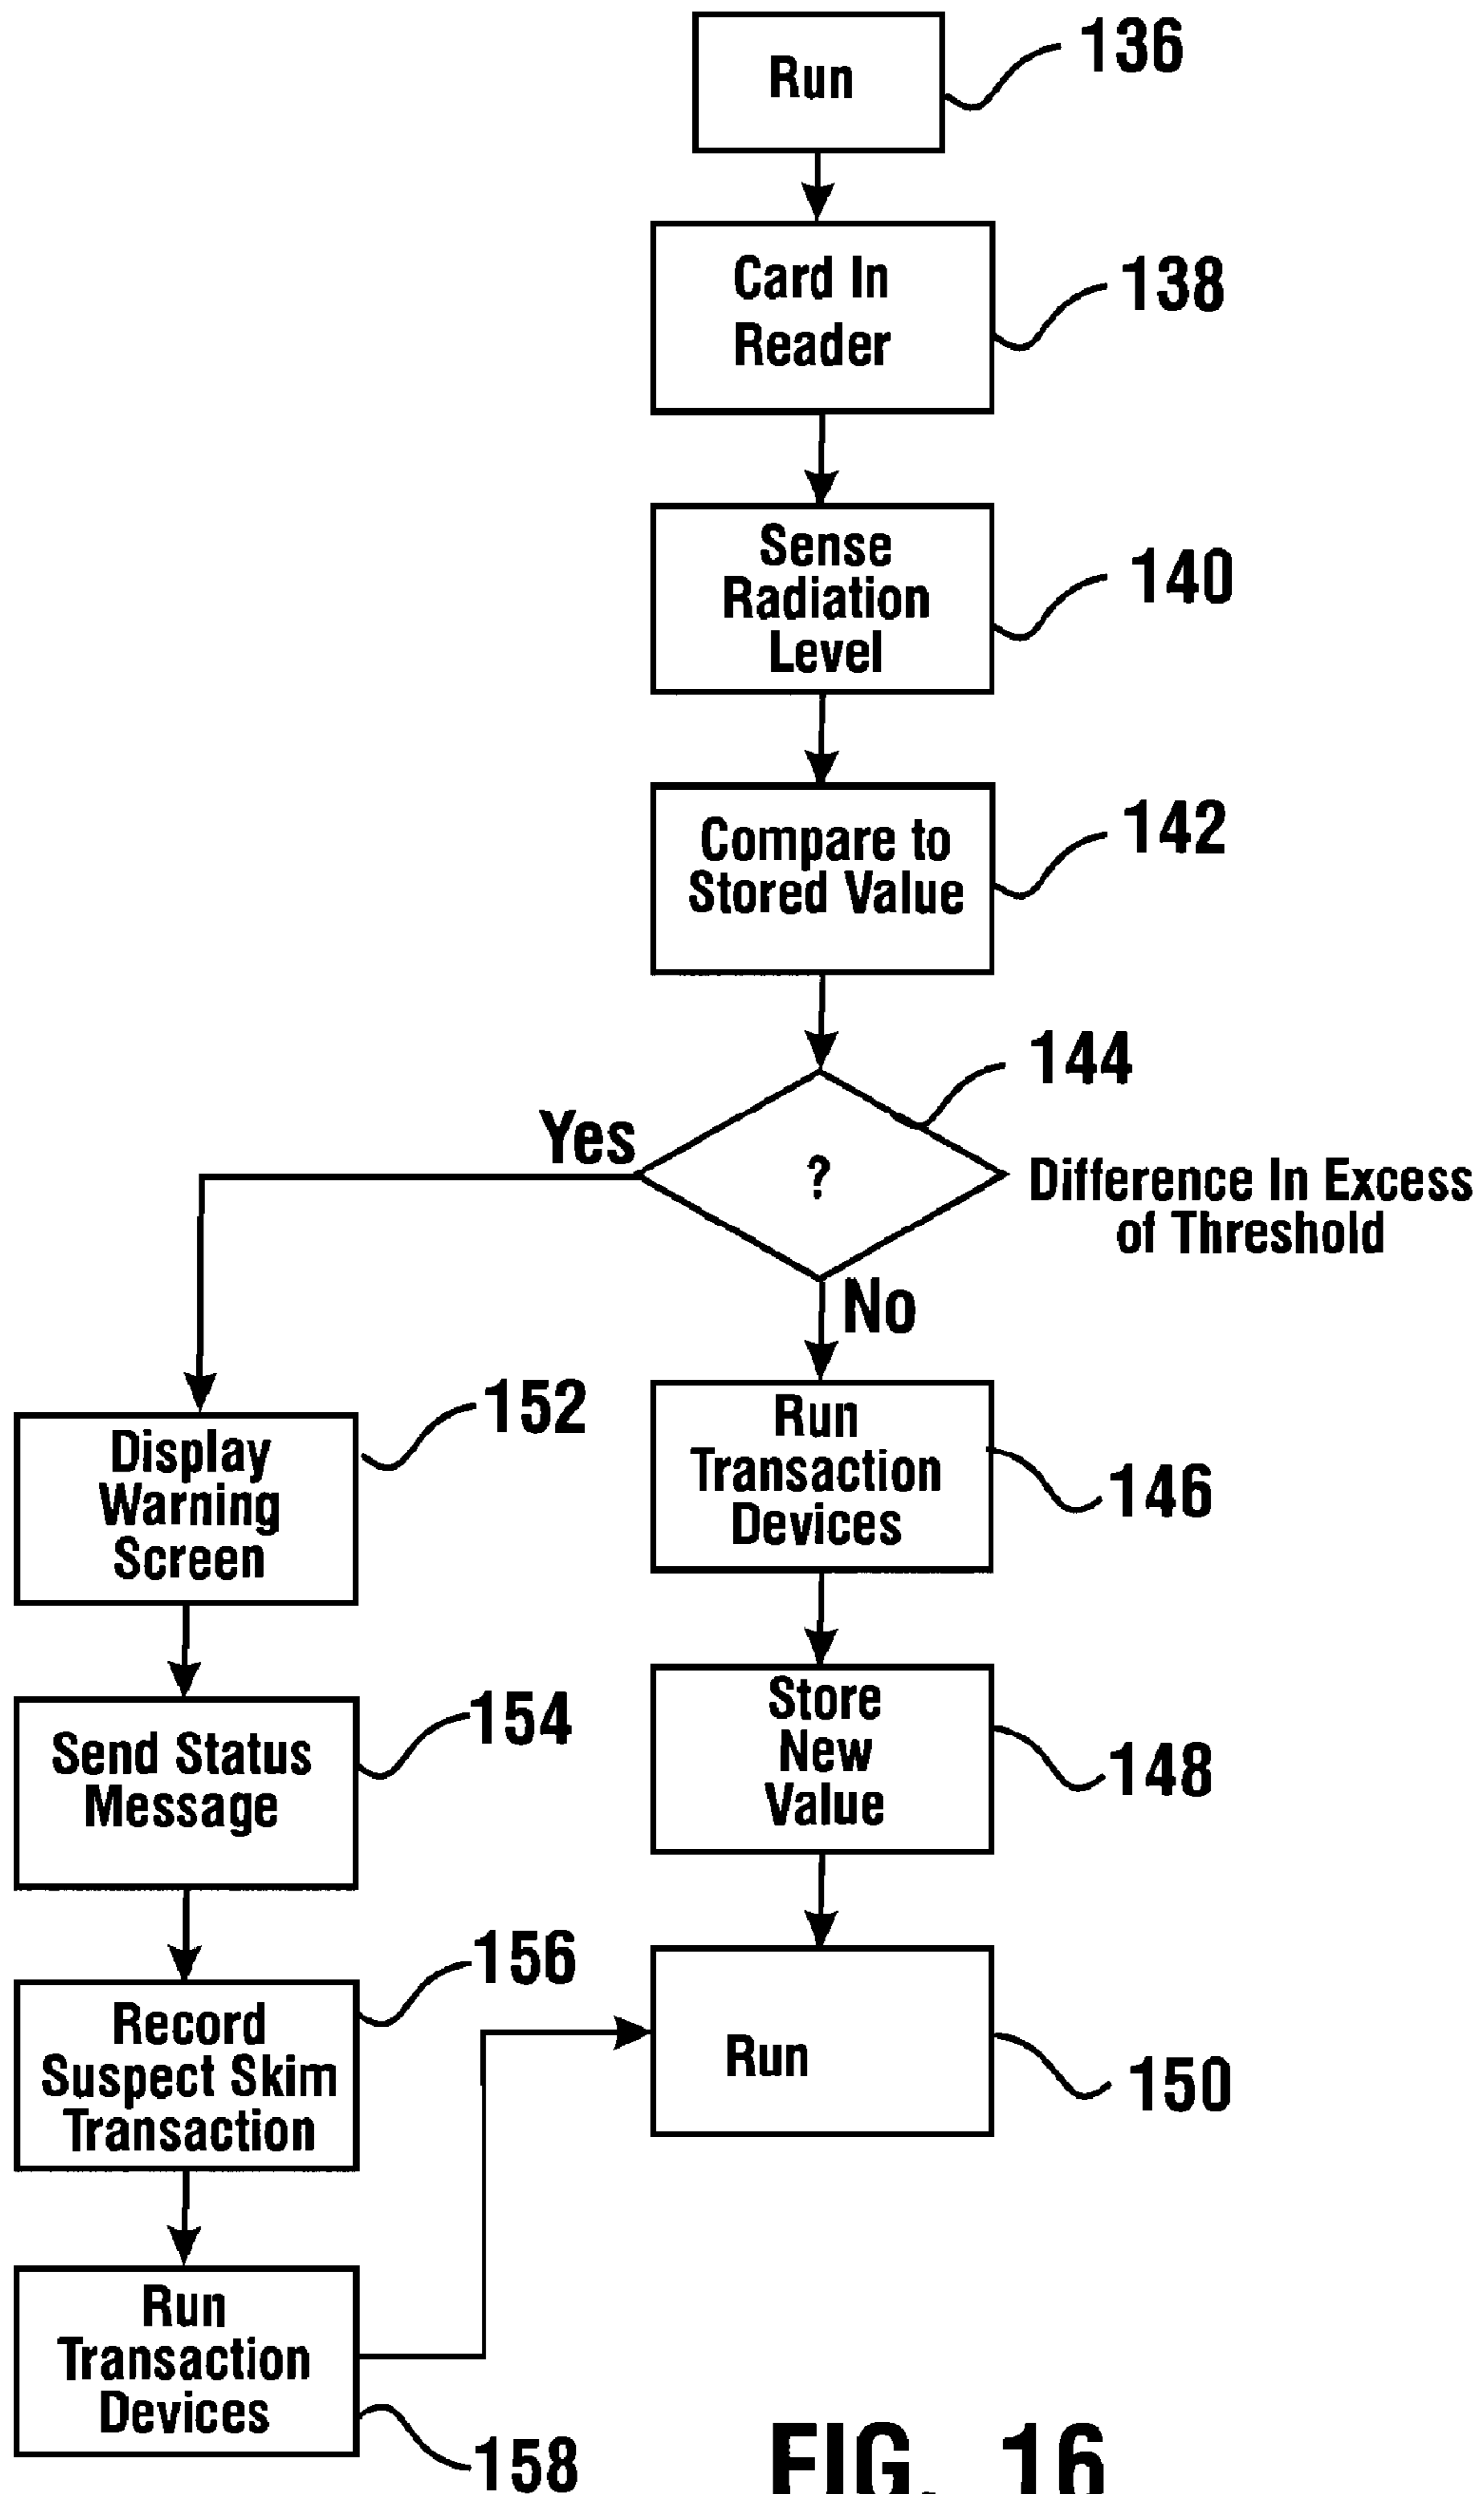 Run
136
Card In
Reader
138
Sense
Radiation
Level
140
Compare to
Stored Value
142
144
Yes
?
Difference In Excess
of Threshold
No
152
Display
Warning
Screen
Run
Transaction
Devices
146
154
Send Status
Message
Store
New
Value
148
156
Record
Suspect Skim
Transaction
Run
150
Run
Transaction
Devices
158
FIG. 16